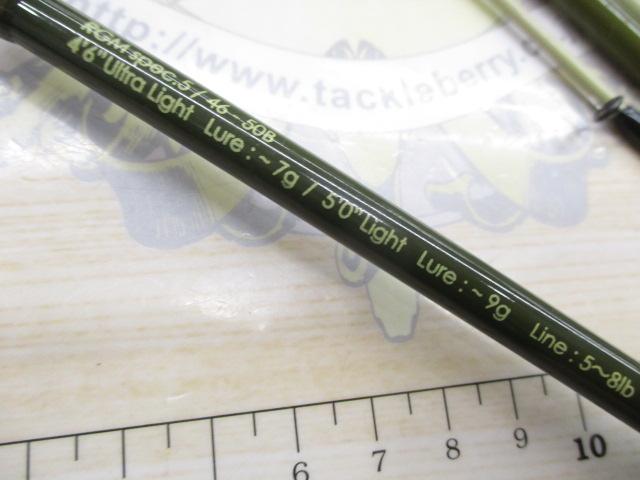 http://www.tackleberry.
RGM spec.5 / 46-50B
4'6"Ultra Light Lure : ~ 7g / 5'0"Light Lure : ~ 9g Line : 5~8lb
6 7 8 9 10